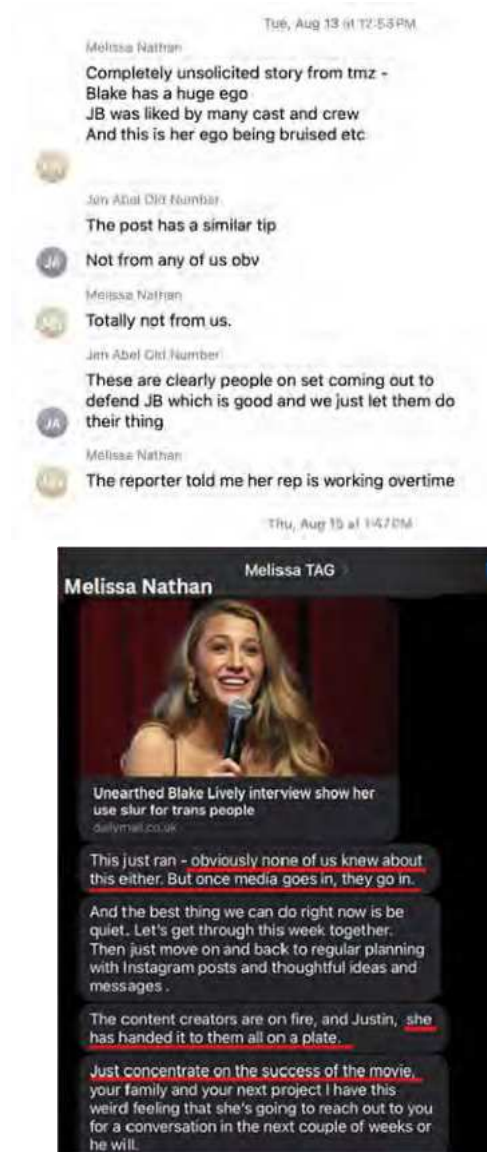 Tue, Aug 13 at 12:53 PM
Melissa Nathan
Completely unsolicited story from tmz -
Blake has a huge ego
JB was liked by many cast and crew
And this is her ego being bruised etc
Jen Abel Old Number
The post has a similar tip
JA
Not from any of us obv
Melissa Nathan
Totally not from us.
Jen Abel Old Number
These are clearly people on set coming out to
defend JB which is good and we just let them do
JA
their thing
Melissa Nathan
The reporter told me her rep is working overtime
Thu, Aug 15 at 1:47 PM
Melissa TAG
Melissa Nathan
Unearthed Blake Lively interview show her
use slur for trans people
dailymail.co.uk
This just ran - obviously none of us knew about
this either. But once media goes in, they go in.
And the best thing we can do right now is be
quiet. Let's get through this week together.
Then just move on and back to regular planning
with Instagram posts and thoughtful ideas and
messages .
The content creators are on fire, and Justin, she
has handed it to them all on a plate.
Just concentrate on the success of the movie,
your family and your next project I have this
weird feeling that she's going to reach out to you
for a conversation in the next couple of weeks or
he will.